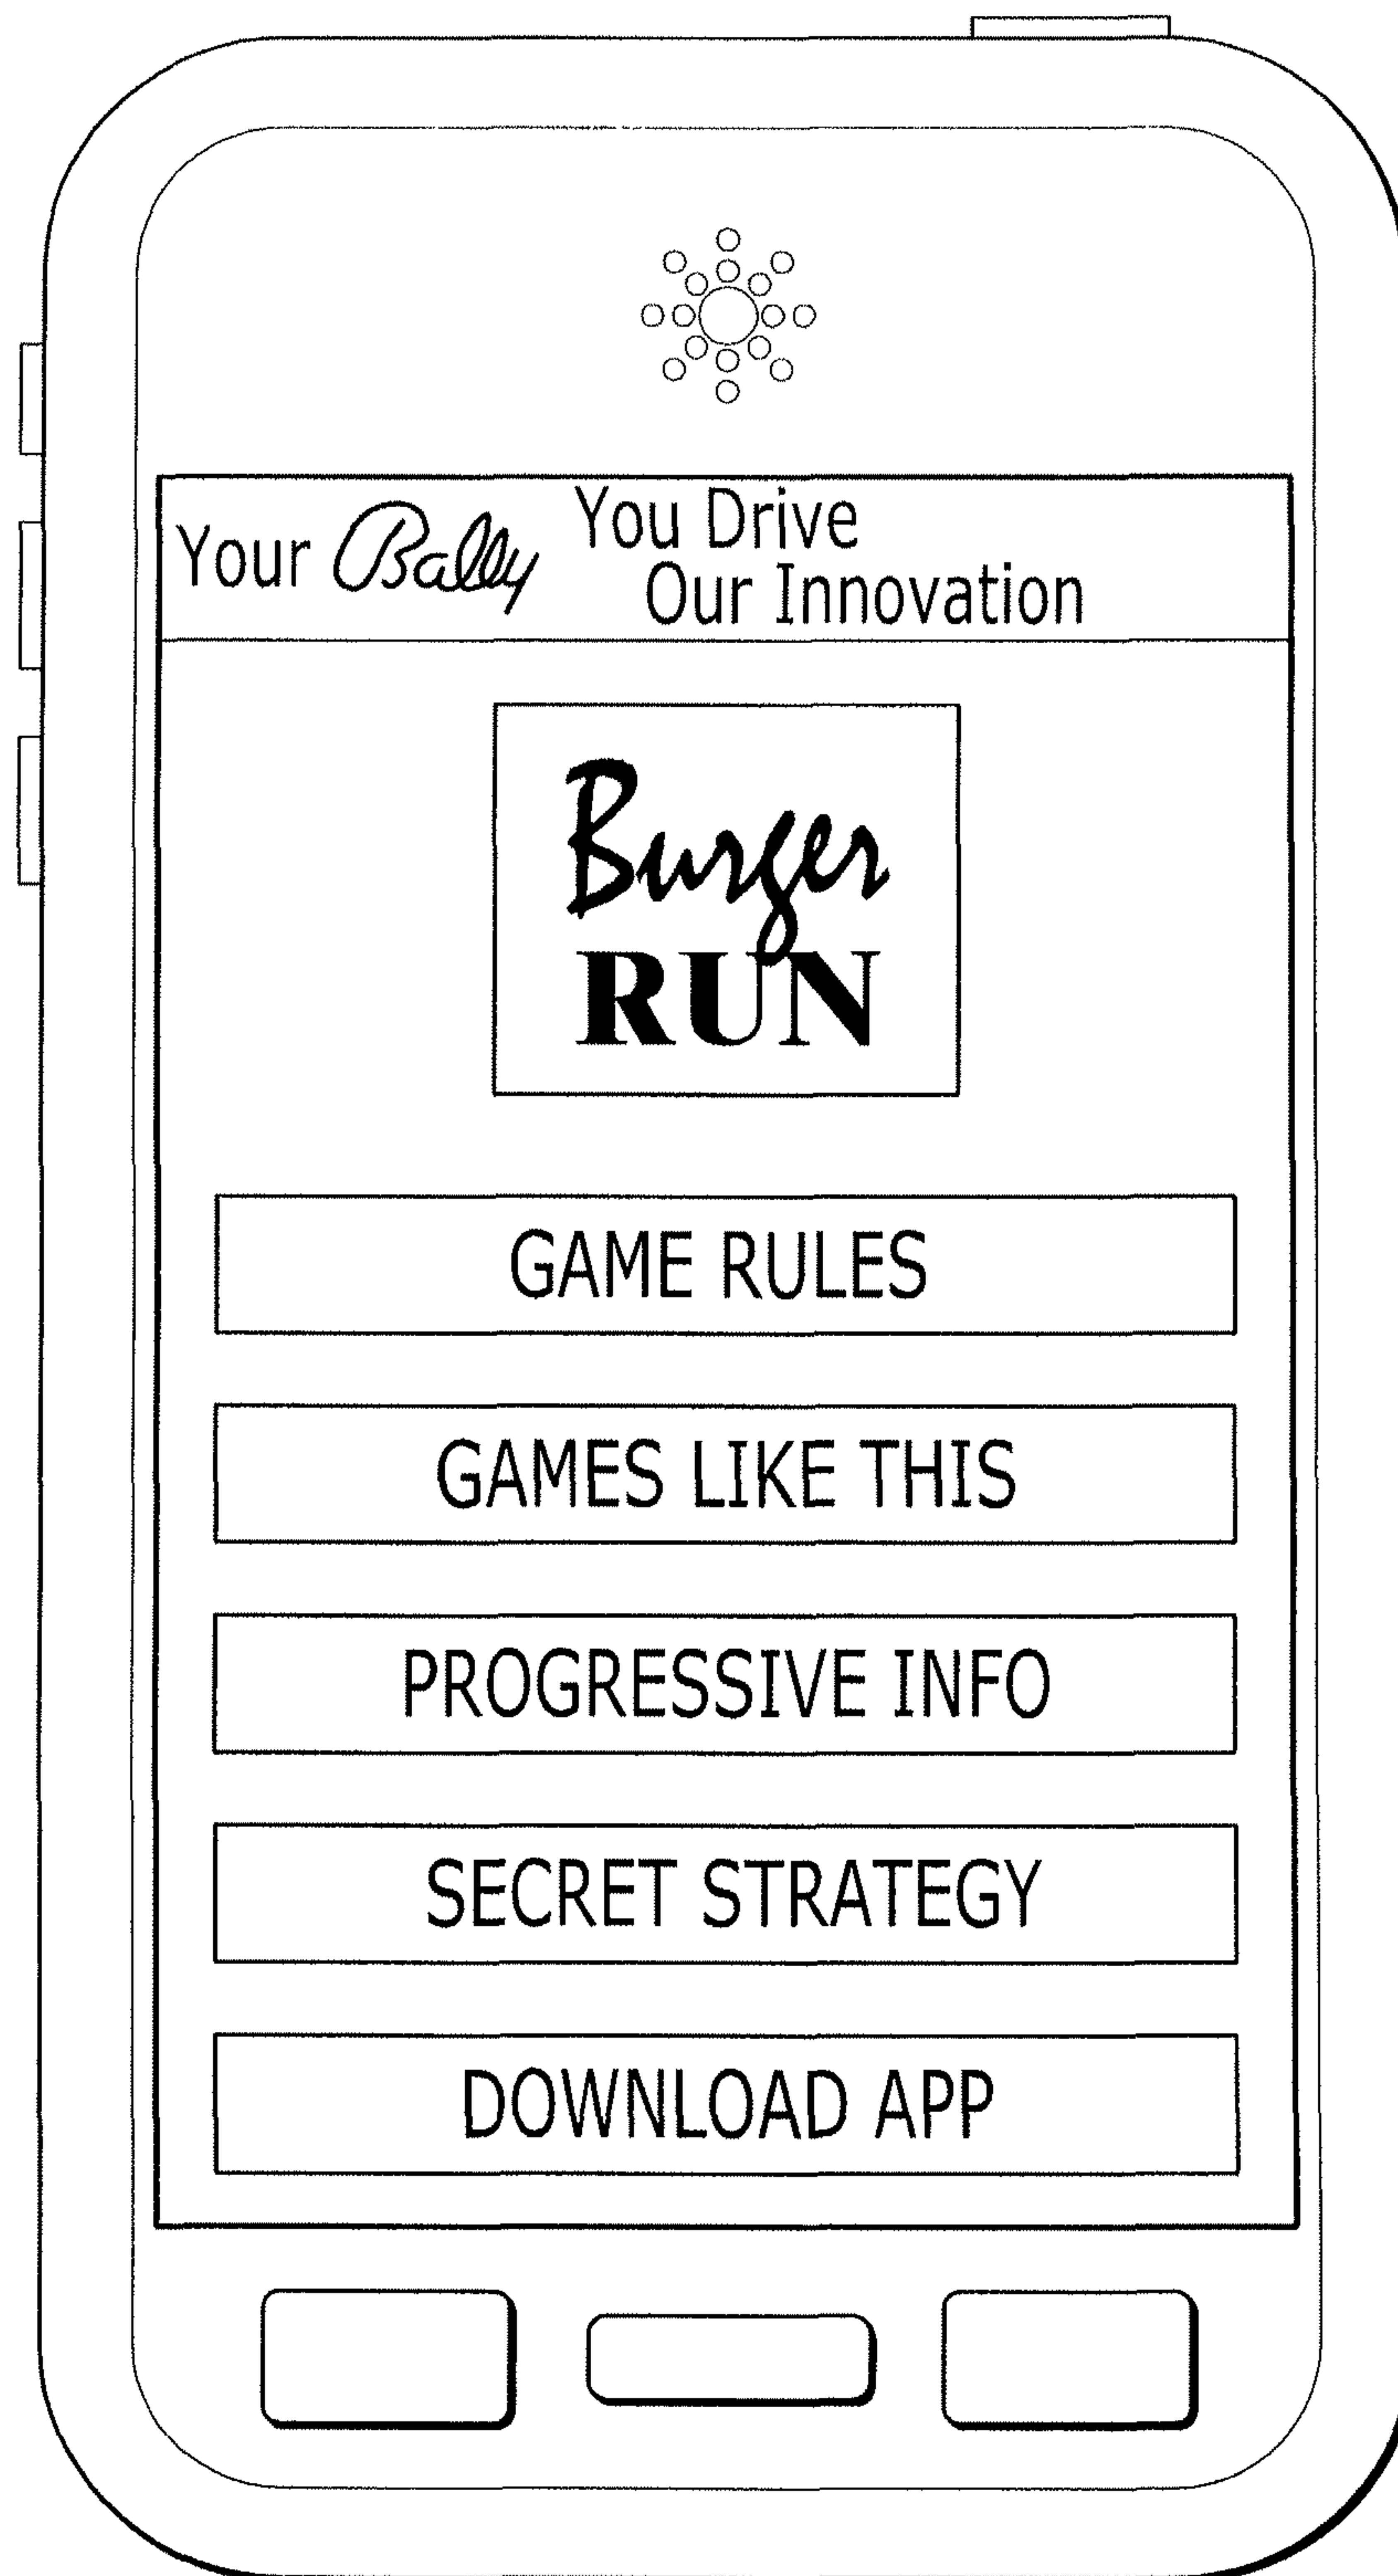 Your Bally You Drive
Our Innovation
Burger
RUN
GAME RULES
GAMES LIKE THIS
PROGRESSIVE INFO
SECRET STRATEGY
DOWNLOAD APP